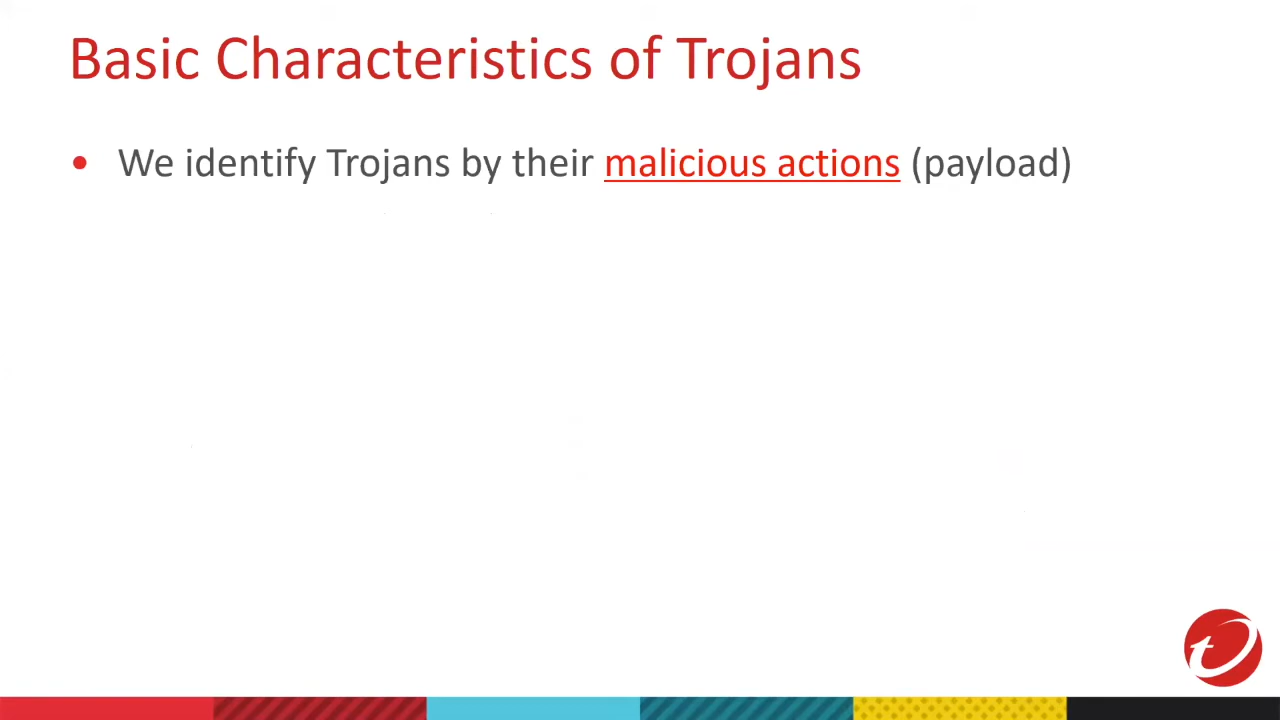 Basic Characteristics of Trojans
• We identify Trojans by their malicious actions (payload)